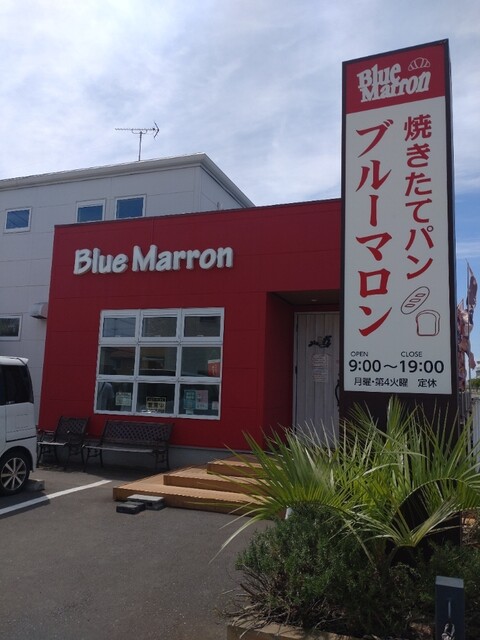 Blue
Marron
焼きたてパン
ブルーマロン
OPEN CLOSE
9:00～19:00
月曜・第4火曜 定休
Blue Marron